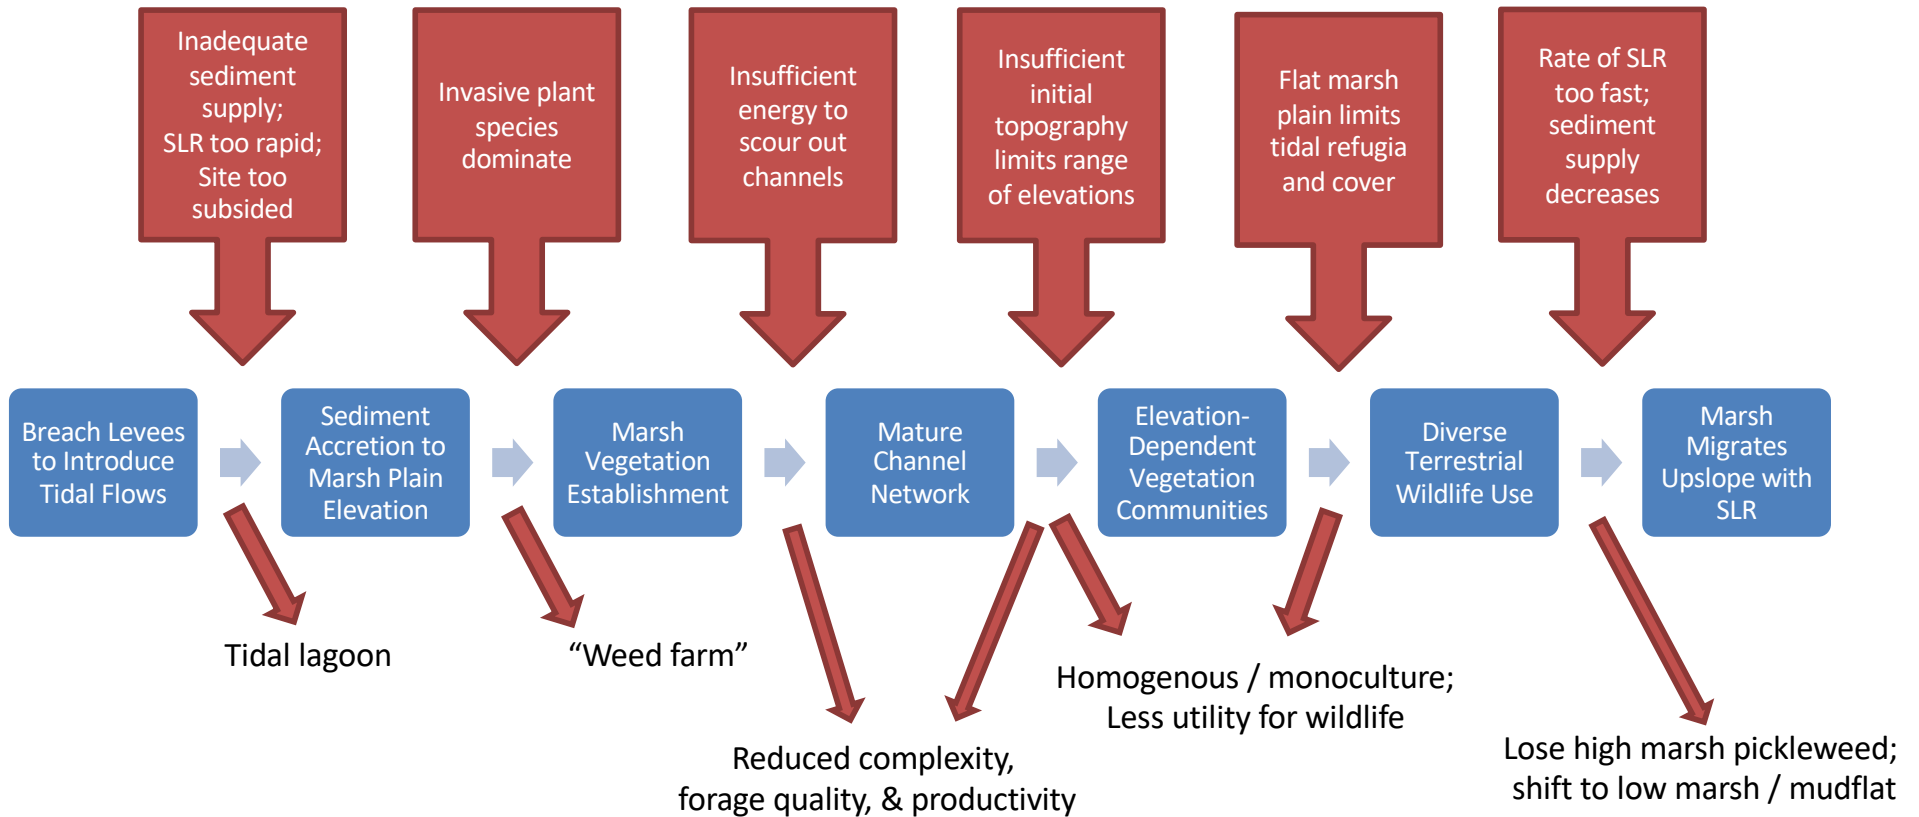 Inadequate
sediment
supply;
SLR too rapid;
Site too
subsided
Invasive plant
species
dominate
Insufficient
energy to
scour out
channels
Insufficient
initial
topography
limits range
of elevations
Flat marsh
plain limits
tidal refugia
and cover
Rate of SLR
too fast;
sediment
supply
decreases
Breach Levees
to Introduce
Tidal Flows
Sediment
Accretion to
Marsh Plain
Elevation
Marsh
Vegetation
Establishment
Mature
Channel
Network
Elevation-
Dependent
Vegetation
Communities
Diverse
Terrestrial
Wildlife Use
Marsh
Migrates
Upslope with
SLR
Tidal lagoon
“Weed farm”
Reduced complexity,
forage quality, & productivity
Homogenous / monoculture;
Less utility for wildlife
Lose high marsh pickleweed;
shift to low marsh / mudflat